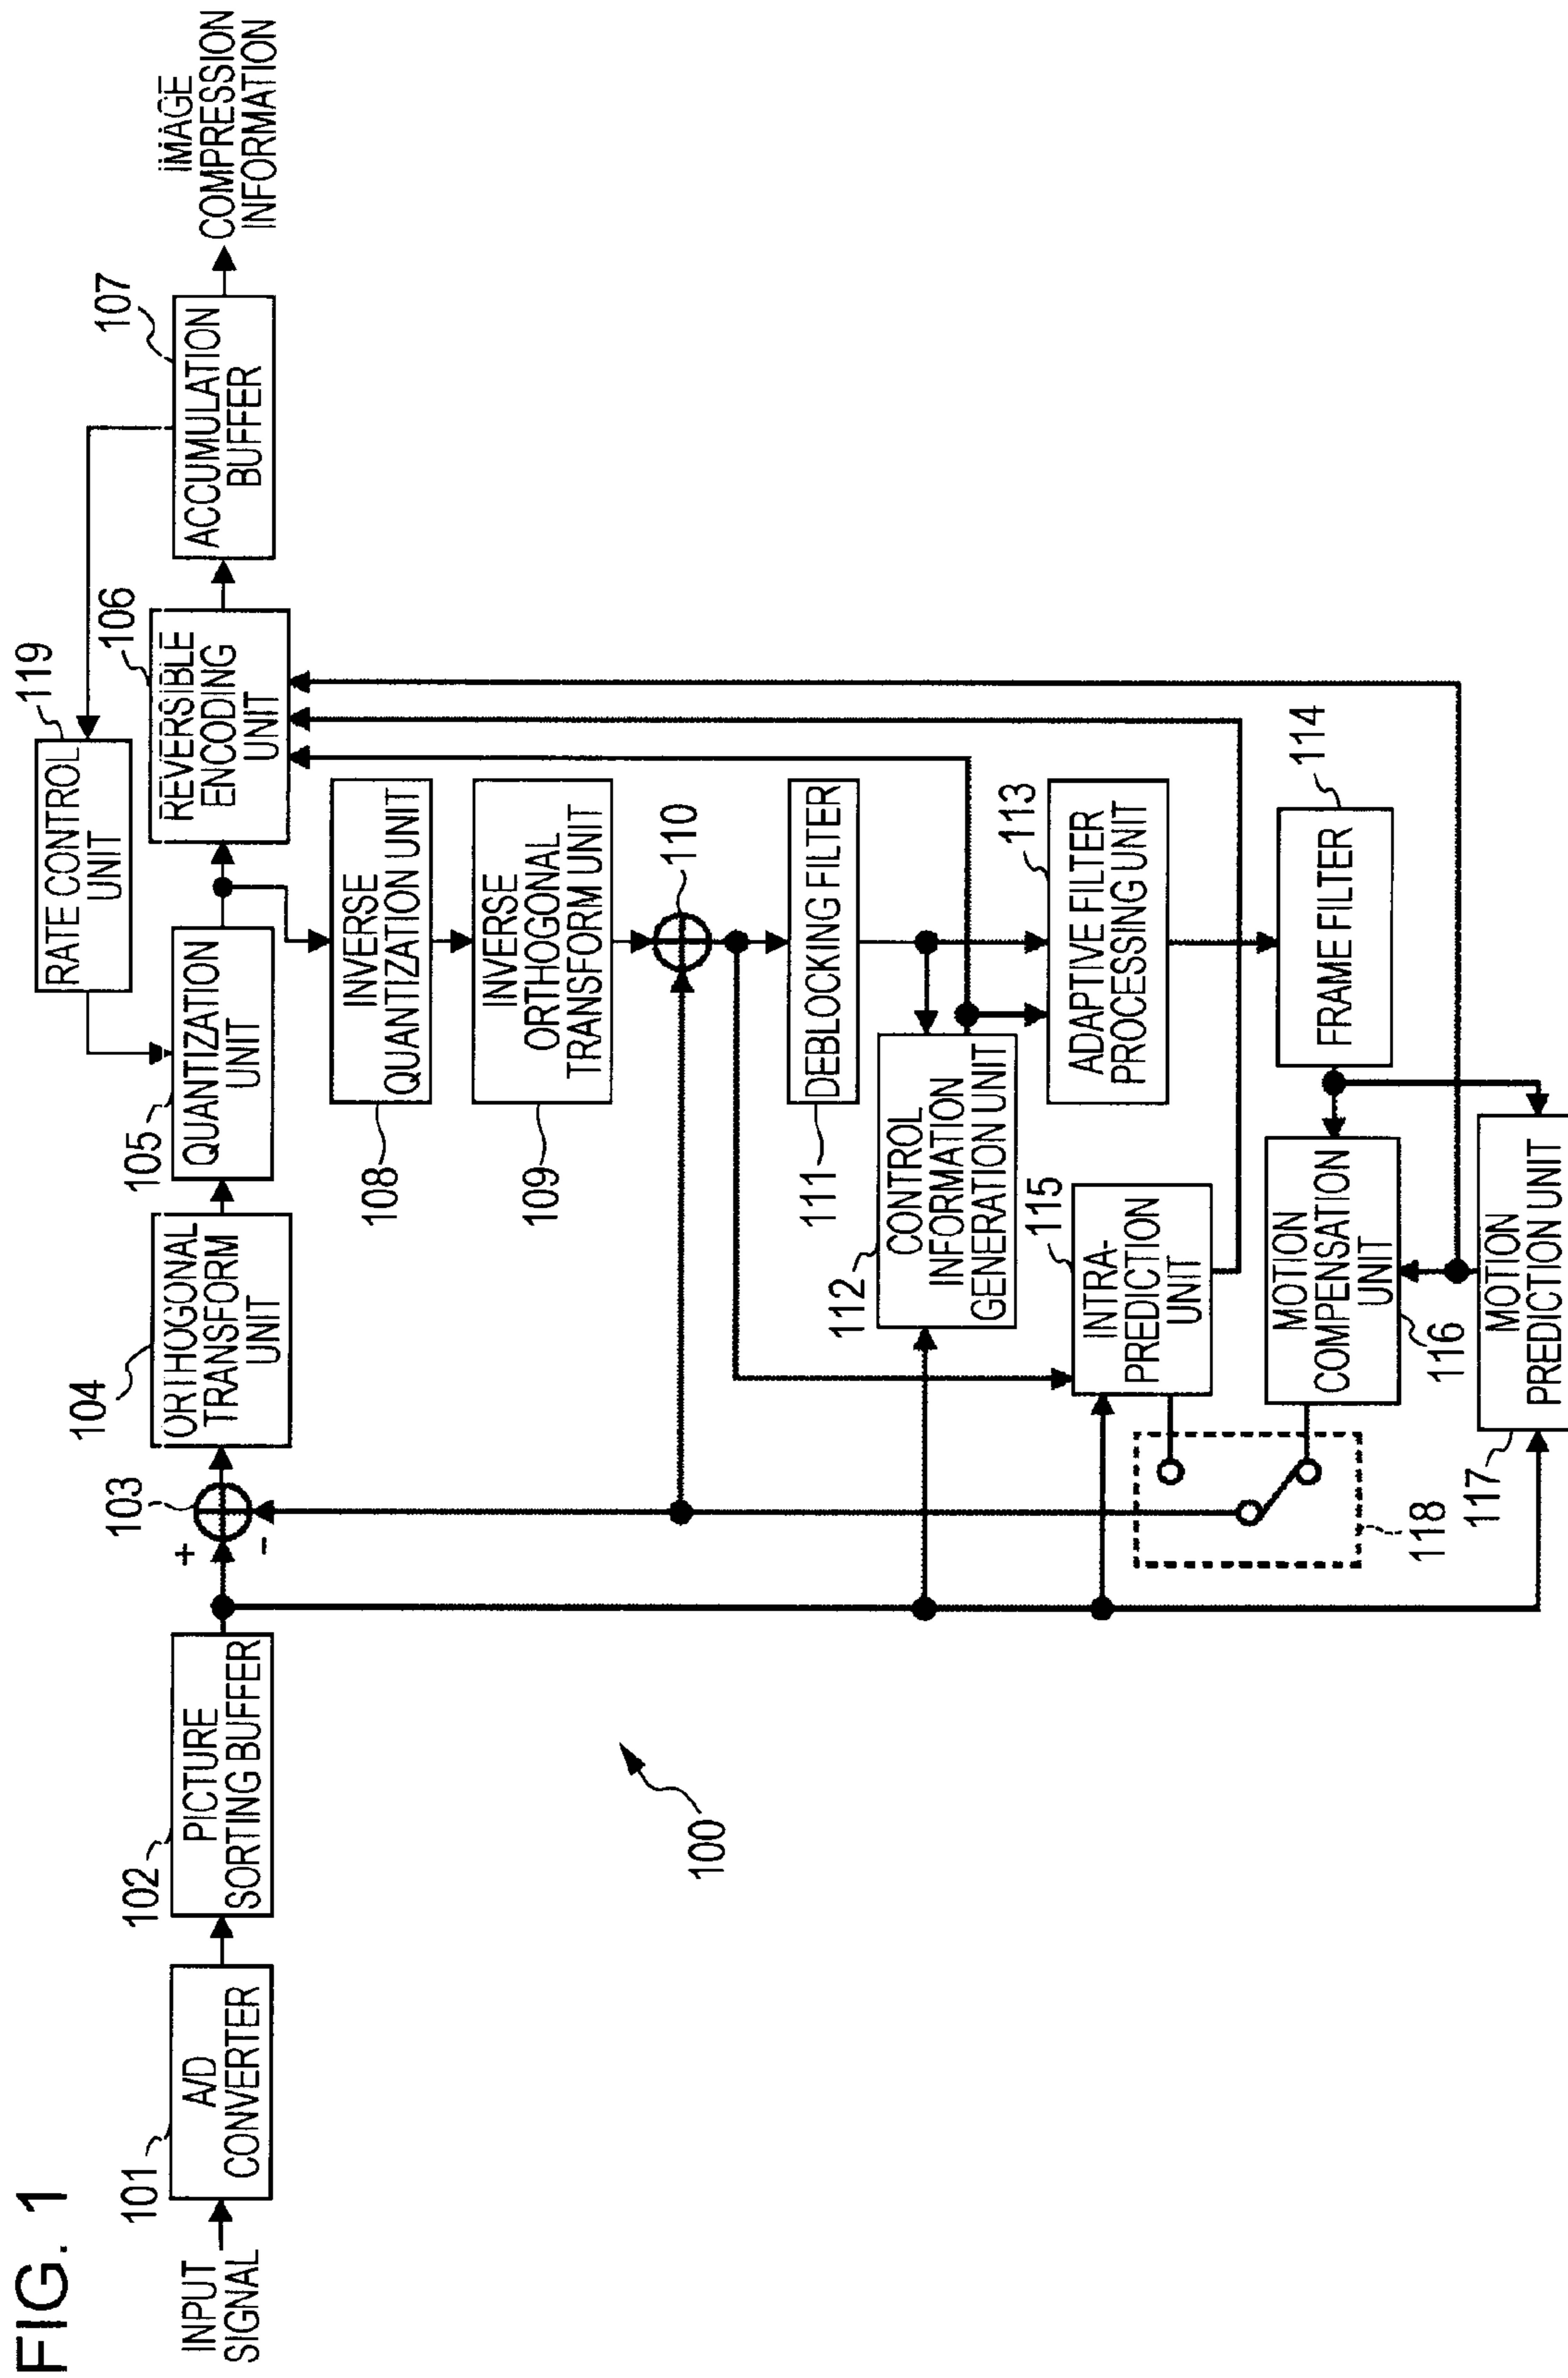 FIG. 1
INPUT
SIGNAL
101
A/D
CONVERTER
102
PICTURE
SORTING BUFFER
103
+
-
104
ORTHOGONAL
TRANSFORM
UNIT
105
QUANTIZATION
UNIT
119
RATE CONTROL
UNIT
106
REVERSIBLE
ENCODING
UNIT
107
ACCUMULATION
BUFFER
IMAGE
COMPRESSION
INFORMATION
108
INVERSE
QUANTIZATION UNIT
109
INVERSE
ORTHOGONAL
TRANSFORM UNIT
110
111
DEBLOCKING FILTER
112
CONTROL
INFORMATION
GENERATION UNIT
113
ADAPTIVE FILTER
PROCESSING UNIT
114
FRAME FILTER
115
INTRA-
PREDICTION
UNIT
116
MOTION
COMPENSATION
UNIT
117
MOTION
PREDICTION UNIT
118
100